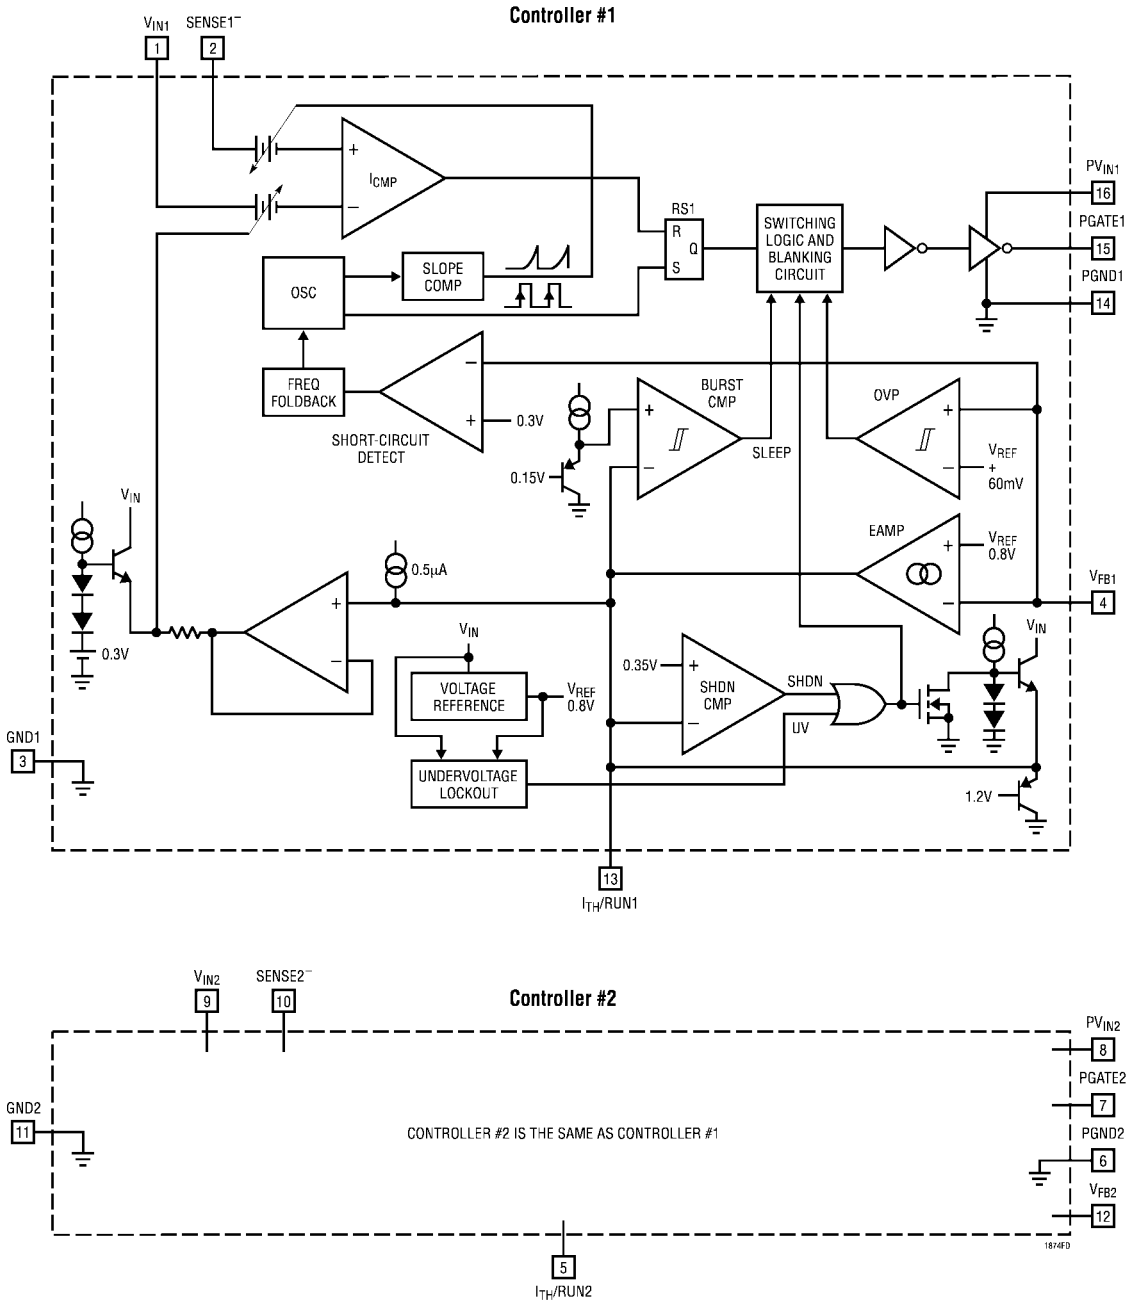 Controller #1
VIN1
SENSE1–
1
2
+
ICMP
–
PVIN1
16
RS1
R
Q
S
SWITCHING
LOGIC AND
BLANKING
CIRCUIT
PGATE1
15
PGND1
14
OSC
SLOPE
COMP
FREQ
FOLDBACK
–
+
0.3V
SHORT-CIRCUIT
DETECT
0.15V
+
–
BURST
CMP
SLEEP
OVP
+
–
VREF
+
60mV
VIN
0.3V
0.5µA
+
–
EAMP
+
–
VREF
0.8V
VFB1
4
VIN
VOLTAGE
REFERENCE
VREF
0.8V
UNDERVOLTAGE
LOCKOUT
0.35V
+
–
SHDN
CMP
SHDN
UV
VIN
1.2V
GND1
3
13
ITH/RUN1
VIN2
SENSE2–
9
10
Controller #2
PVIN2
8
PGATE2
7
GND2
11
CONTROLLER #2 IS THE SAME AS CONTROLLER #1
PGND2
6
VFB2
12
1874FD
5
ITH/RUN2